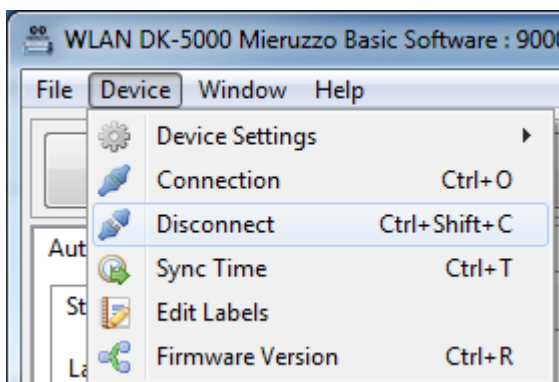 WLAN DK-5000 Mieruzzo Basic Software : 9000
File Device Window Help
Device Settings
Connection Ctrl+O
Disconnect Ctrl+Shift+C
Aut
Sync Time Ctrl+T
St
Edit Labels
Firmware Version Ctrl+R
La